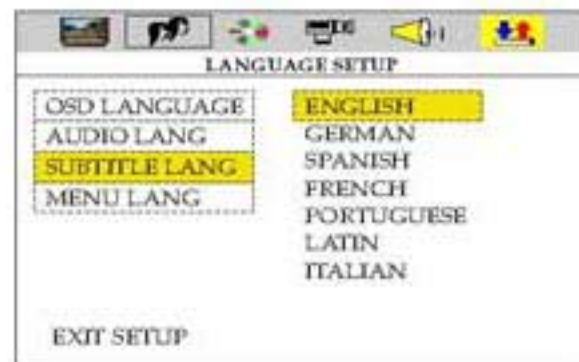 LANGUAGE SETUP
OSD LANGUAGE
AUDIO LANG
SUBTITLE LANG
MENU LANG
ENGLISH
GERMAN
SPANISH
FRENCH
PORTUGUESE
LATIN
ITALIAN
EXIT SETUP